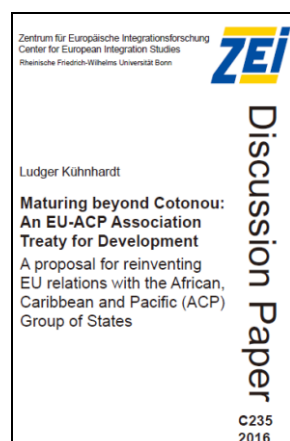 Zentrum für Europäische Integrationsforschung
Center for European Integration Studies
Rheinische Friedrich-Wilhelms Universität Bonn
ZEI
Discussion Paper
Ludger Kühnhardt
Maturing beyond Cotonou:
An EU-ACP Association
Treaty for Development
A proposal for reinventing
EU relations with the African,
Caribbean and Pacific (ACP)
Group of States
C235
2016